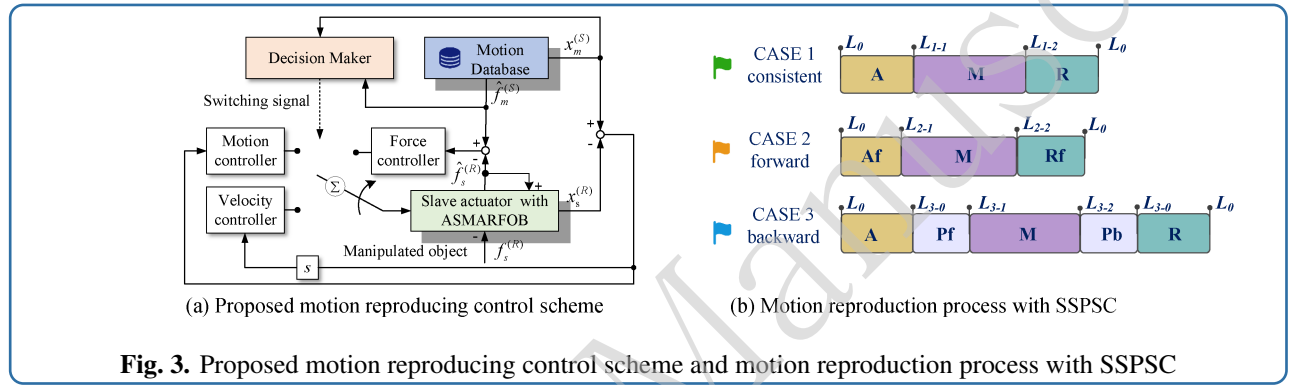 Decision Maker
Motion
Database
x_m^(S)
f̂_m^(S)
Switching signal
Motion
controller
Force
controller
+
-
+
-
f̂_s^(R)
+
Velocity
controller
Σ
Slave actuator with
ASMARFOB
x_s^(R)
-
Manipulated object
f_s^'(R)
s
(a) Proposed motion reproducing control scheme
CASE 1
consistent
L0 L1-1 L1-2 L0
A M R
CASE 2
forward
L0 L2-1 L2-2 L0
Af M Rf
CASE 3
backward
L0 L3-0 L3-1 L3-2 L3-0 L0
A Pf M Pb R
(b) Motion reproduction process with SSPSC
Fig. 3. Proposed motion reproducing control scheme and motion reproduction process with SSPSC
Manusc